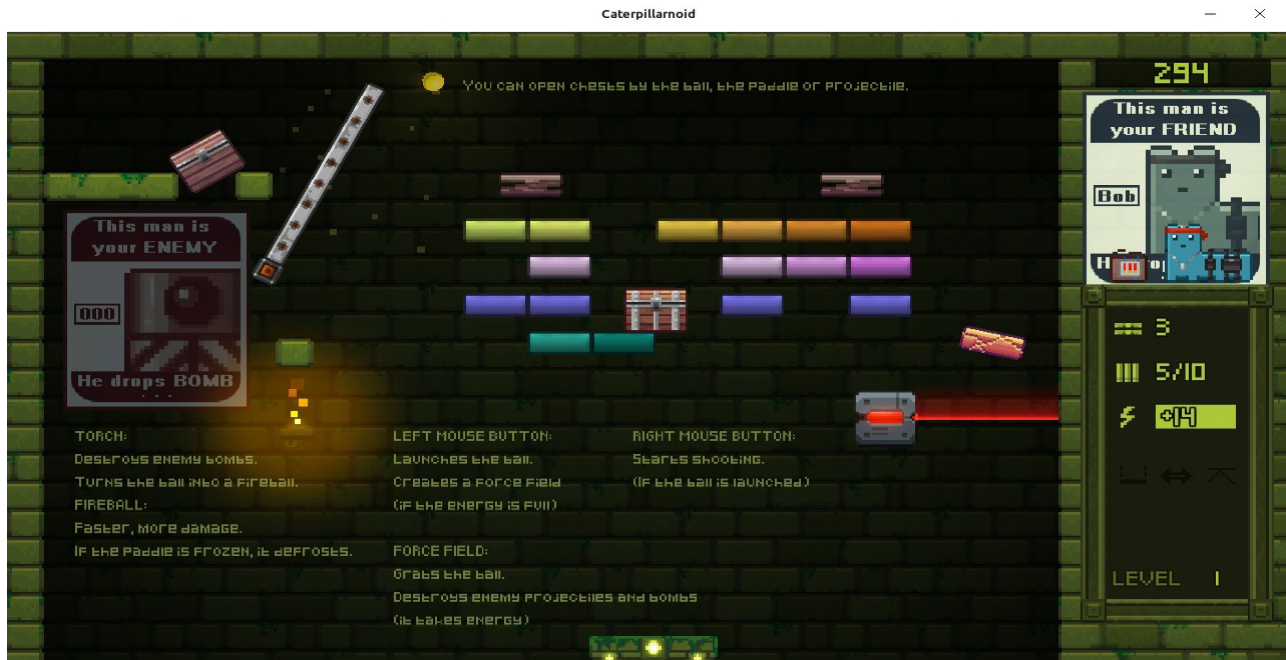 Caterpillarnoid
You can open chests by the ball, the paddle or projectile.
294
This man is
your FRIEND
Bob
This man is
your ENEMY
000
He drops BOMB
...
3
5/10
+14
LEVEL 1
TORCH:
Destroys enemy bombs.
Turns the ball into a fireball.
FIREBALL:
Faster, more damage.
If the paddle is frozen, it defrosts.
LEFT MOUSE BUTTON:
Launches the ball.
Creates a force field
(if the energy is full)
FORCE FIELD:
Grabs the ball.
Destroys enemy projectiles and bombs
(it takes energy)
RIGHT MOUSE BUTTON:
Starts shooting.
(If the ball is launched)